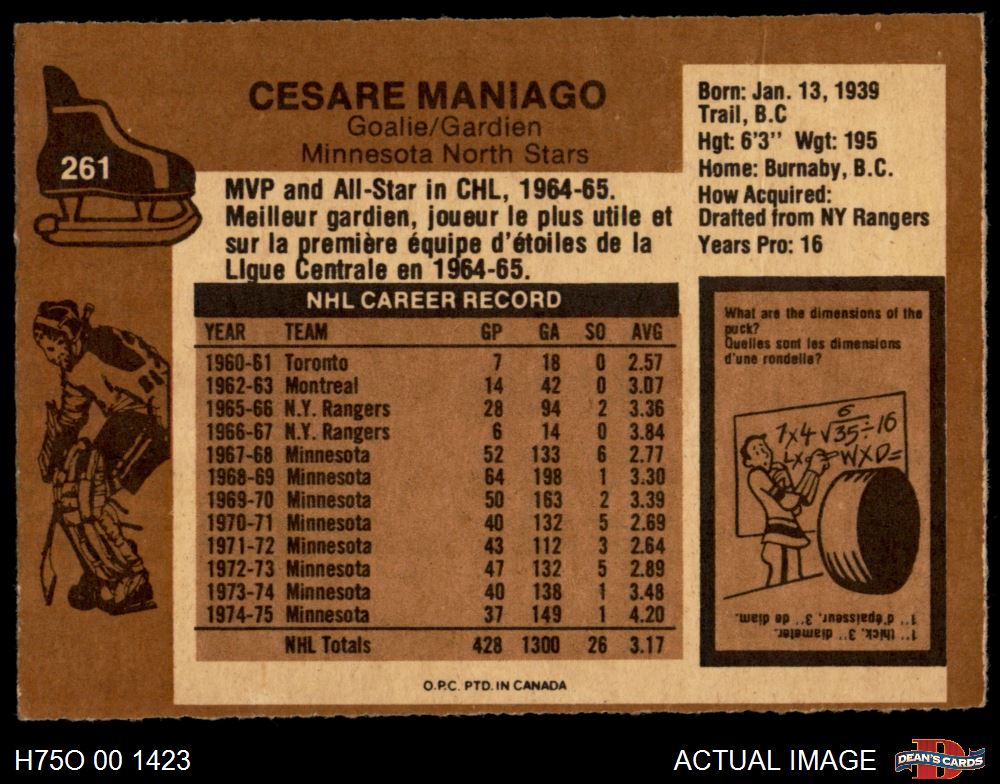 261
CESARE MANIAGO
Goalie/Gardien
Minnesota North Stars
MVP and All-Star in CHL, 1964-65.
Meilleur gardien, joueur le plus utile et
sur la première équipe d'étoiles de la
Ligue Centrale en 1964-65.
Born: Jan. 13, 1939
Trail, B.C
Hgt: 6'3'' Wgt: 195
Home: Burnaby, B.C.
How Acquired:
Drafted from NY Rangers
Years Pro: 16
NHL CAREER RECORD
YEAR TEAM GP GA SO AVG
1960-61 Toronto 7 18 0 2.57
1962-63 Montreal 14 42 0 3.07
1965-66 N.Y. Rangers 28 94 2 3.36
1966-67 N.Y. Rangers 6 14 0 3.84
1967-68 Minnesota 52 133 6 2.77
1968-69 Minnesota 64 198 1 3.30
1969-70 Minnesota 50 163 2 3.39
1970-71 Minnesota 40 132 5 2.69
1971-72 Minnesota 43 112 3 2.64
1972-73 Minnesota 47 132 5 2.89
1973-74 Minnesota 40 138 1 3.48
1974-75 Minnesota 37 149 1 4.20
NHL Totals 428 1300 26 3.17
What are the dimensions of the
puck?
Quelles sont les dimensions
d'une rondelle?
6
7x4 √35÷16
WXD=
1'' thick, 3'' diameter.
1'' d'épaisseur, 3'' de diam.
O.P.C. PTD. IN CANADA
H75O 00 1423
ACTUAL IMAGE
D
DEAN'S CARDS